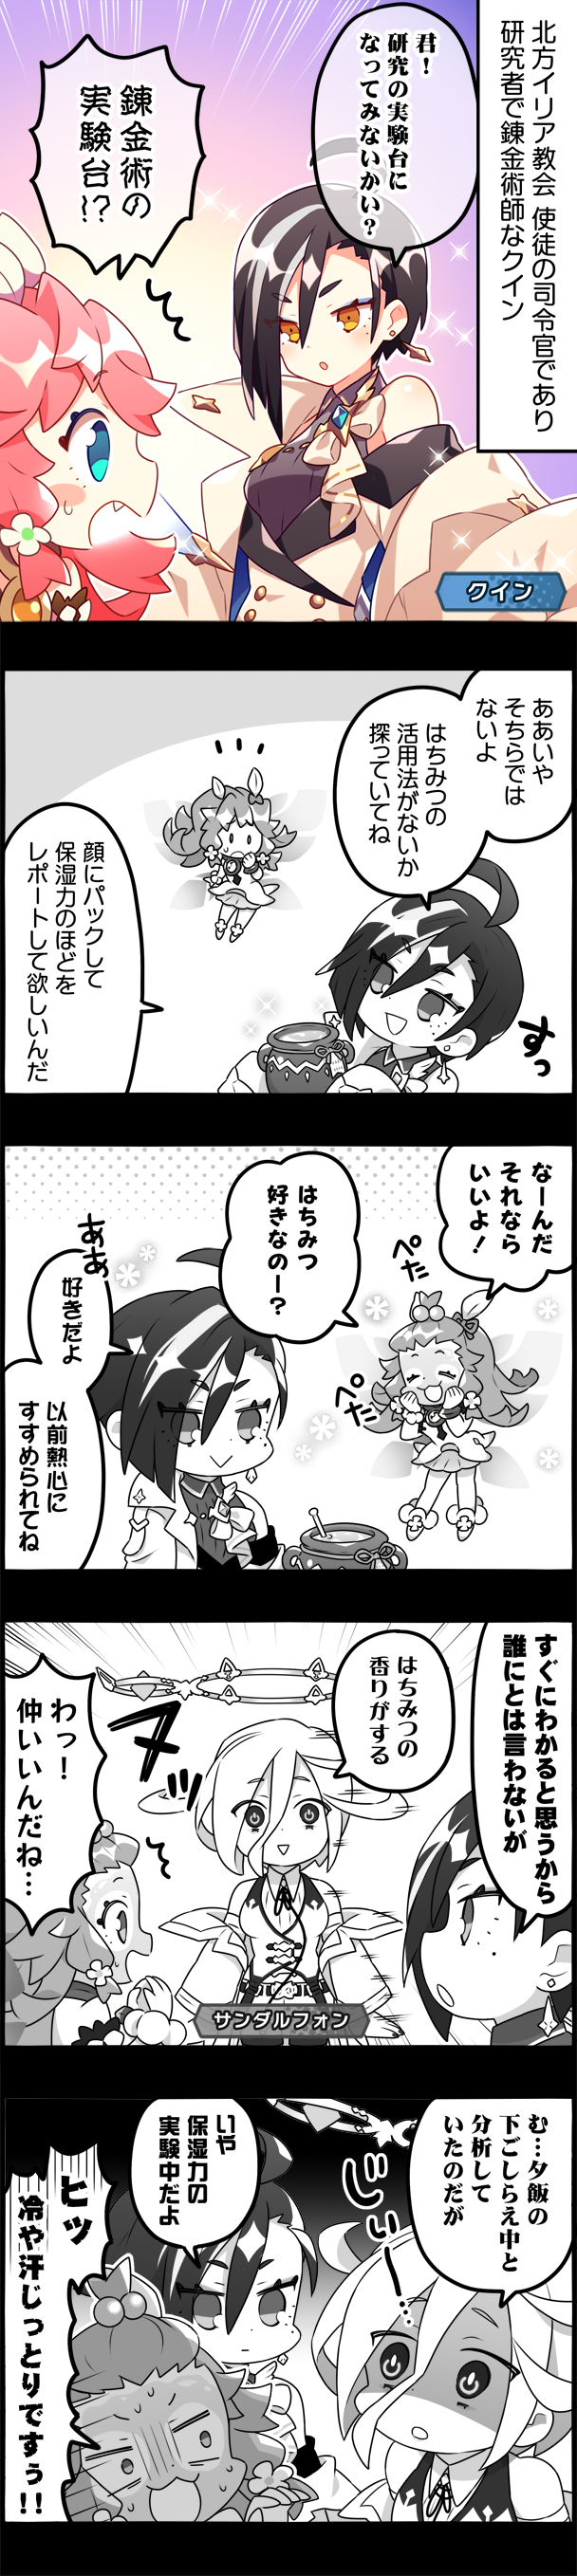 北方イリア教会 使徒の司令官であり
研究者で錬金術師なクイン
君！
研究の実験台に
なってみないかい？
錬金術の
実験台！？
クイン
ああいや
そちらでは
ないよ
はちみつの
活用法がないか
探っていてね
すっ
顔にパックして
保湿力のほどを
レポートして欲しいんだ
なーんだ
それなら
いいよ！
ぺた
ぺた
はちみつ
好きなのー？
ああ
好きだよ
以前熱心に
すすめられてね
すぐにわかると思うから
誰にとは言わないが
はちみつの
香りがする
ヌッ
わっ！
仲いいんだね…
サンダルフォン
む…夕飯の
下ごしらえ中と
分析して
いたのだが
じぃー…
いや
保湿力の
実験中だよ
ヒッ
冷や汗じっとりですぅ！！